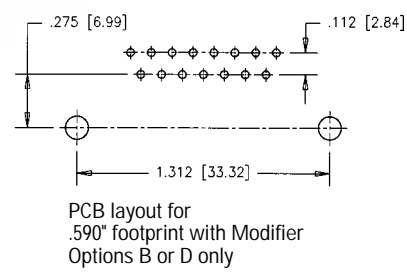 .275 [6.99]
.112 [2.84]
1.312 [33.32]
PCB layout for
.590" footprint with Modifier
Options B or D only